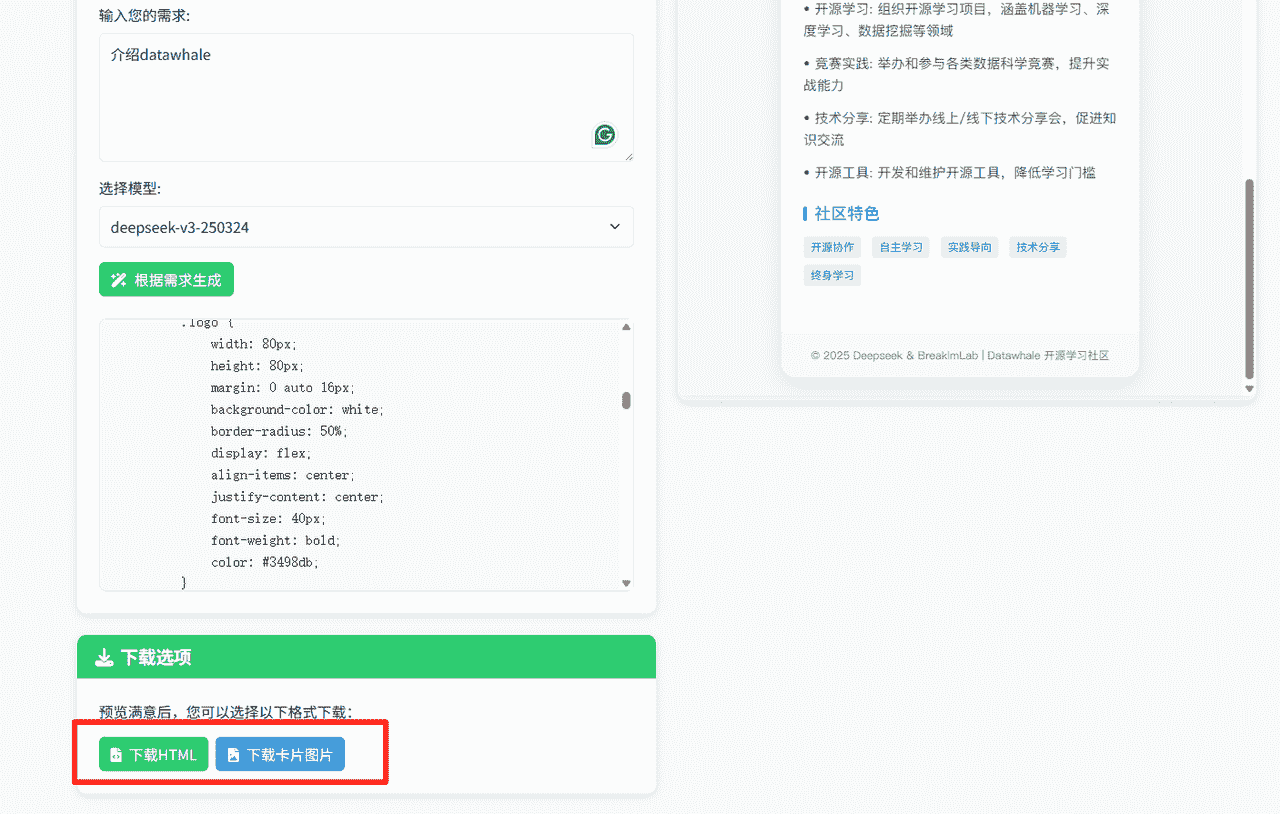 输入您的需求:
介绍datawhale
选择模型:
deepseek-v3-250324
根据需求生成
.logo {
width: 80px;
height: 80px;
margin: 0 auto 16px;
background-color: white;
border-radius: 50%;
display: flex;
align-items: center;
justify-content: center;
font-size: 40px;
font-weight: bold;
color: #3498db;
}
下载选项
预览满意后，您可以选择以下格式下载：
下载HTML
下载卡片图片
• 开源学习: 组织开源学习项目，涵盖机器学习、深
度学习、数据挖掘等领域
• 竞赛实践: 举办和参与各类数据科学竞赛，提升实
战能力
• 技术分享: 定期举办线上/线下技术分享会，促进知
识交流
• 开源工具: 开发和维护开源工具，降低学习门槛
社区特色
开源协作 自主学习 实践导向 技术分享
终身学习
© 2025 Deepseek & BreakimLab | Datawhale 开源学习社区